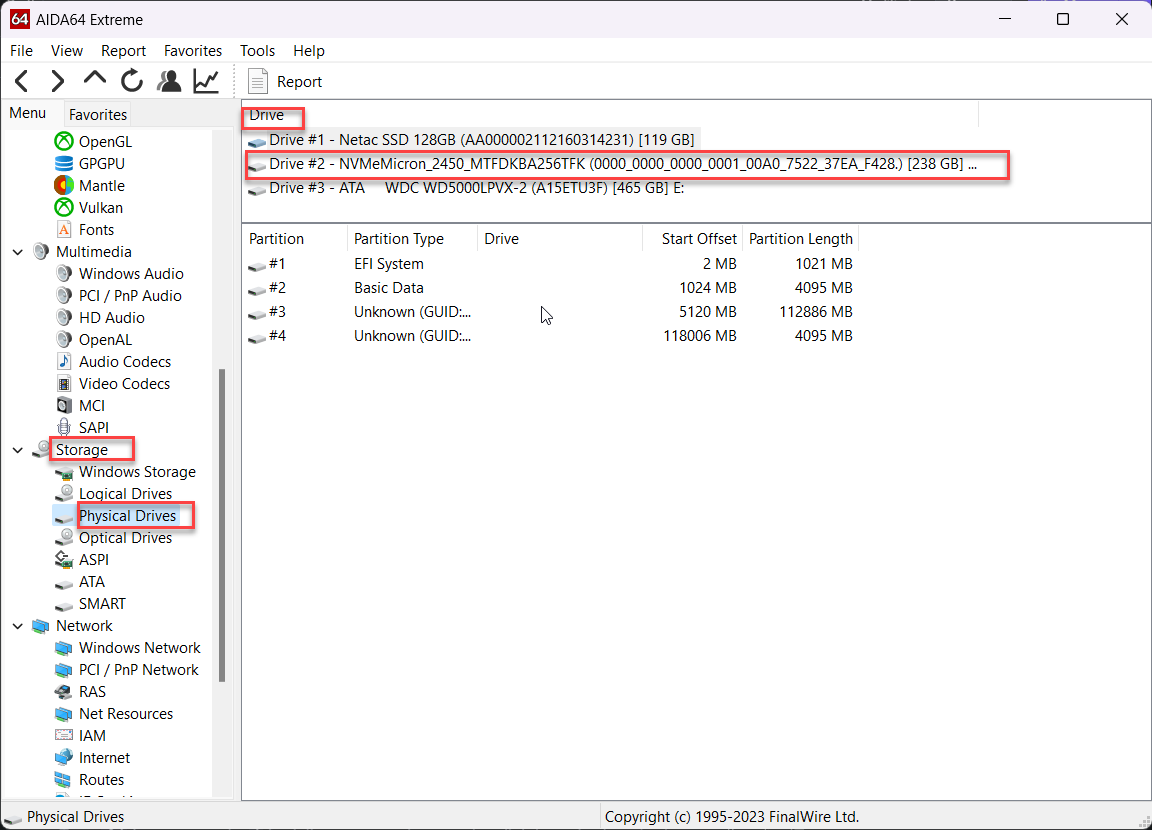 64 AIDA64 Extreme
File View Report Favorites Tools Help
Report
Menu Favorites
OpenGL
GPGPU
Mantle
Vulkan
Fonts
Multimedia
Windows Audio
PCI / PnP Audio
HD Audio
OpenAL
Audio Codecs
Video Codecs
MCI
SAPI
Storage
Windows Storage
Logical Drives
Physical Drives
Optical Drives
ASPI
ATA
SMART
Network
Windows Network
PCI / PnP Network
RAS
Net Resources
IAM
Internet
Routes
Drive
Drive #1 - Netac SSD 128GB (AA000002112160314231) [119 GB]
Drive #2 - NVMeMicron_2450_MTFDKBA256TFK (0000_0000_0000_0001_00A0_7522_37EA_F428.) [238 GB] ...
Drive #3 - ATA WDC WD5000LPVX-2 (A15ETU3F) [465 GB] E:
Partition Partition Type Drive Start Offset Partition Length
#1 EFI System 2 MB 1021 MB
#2 Basic Data 1024 MB 4095 MB
#3 Unknown (GUID:... 5120 MB 112886 MB
#4 Unknown (GUID:... 118006 MB 4095 MB
Physical Drives Copyright (c) 1995-2023 FinalWire Ltd.